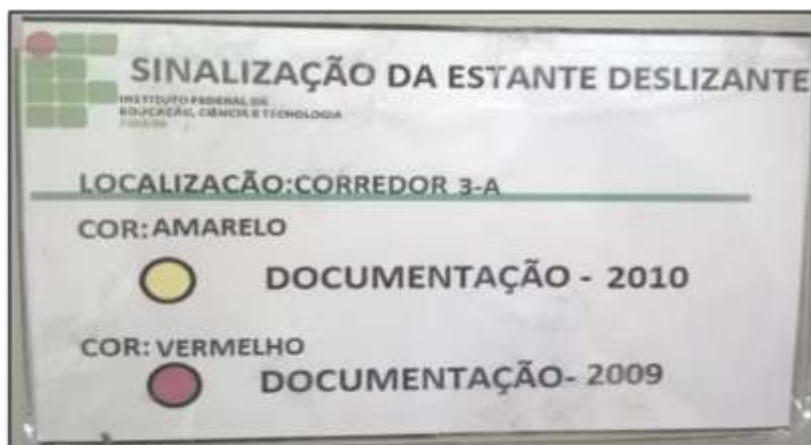 SINALIZAÇÃO DA ESTANTE DESLIZANTE
INSTITUTO FEDERAL DE
EDUCAÇÃO, CIÊNCIA E TECNOLOGIA
LOCALIZACÃO:CORREDOR 3-A
COR: AMARELO
DOCUMENTAÇÃO - 2010
COR: VERMELHO
DOCUMENTAÇÃO- 2009